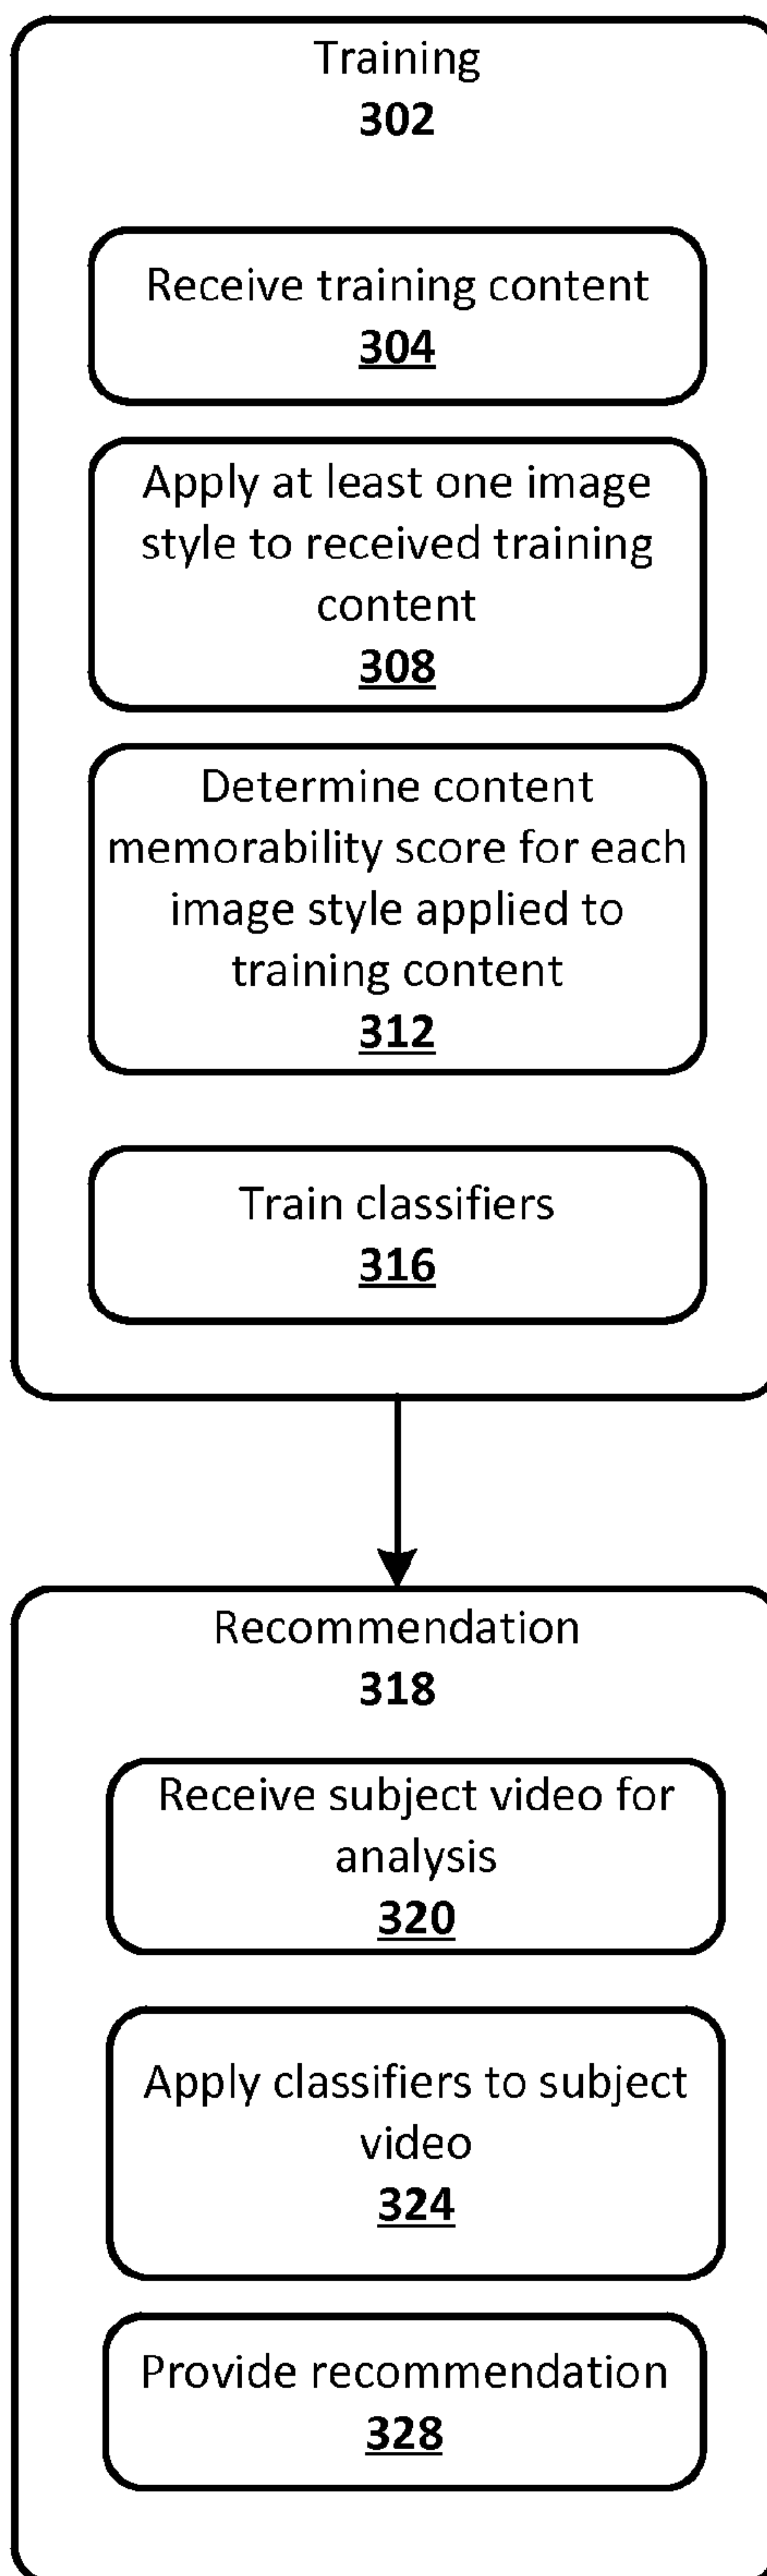 Training
302
Receive training content
304
Apply at least one image
style to received training
content
308
Determine content
memorability score for each
image style applied to
training content
312
Train classifiers
316
Recommendation
318
Receive subject video for
analysis
320
Apply classifiers to subject
video
324
Provide recommendation
328